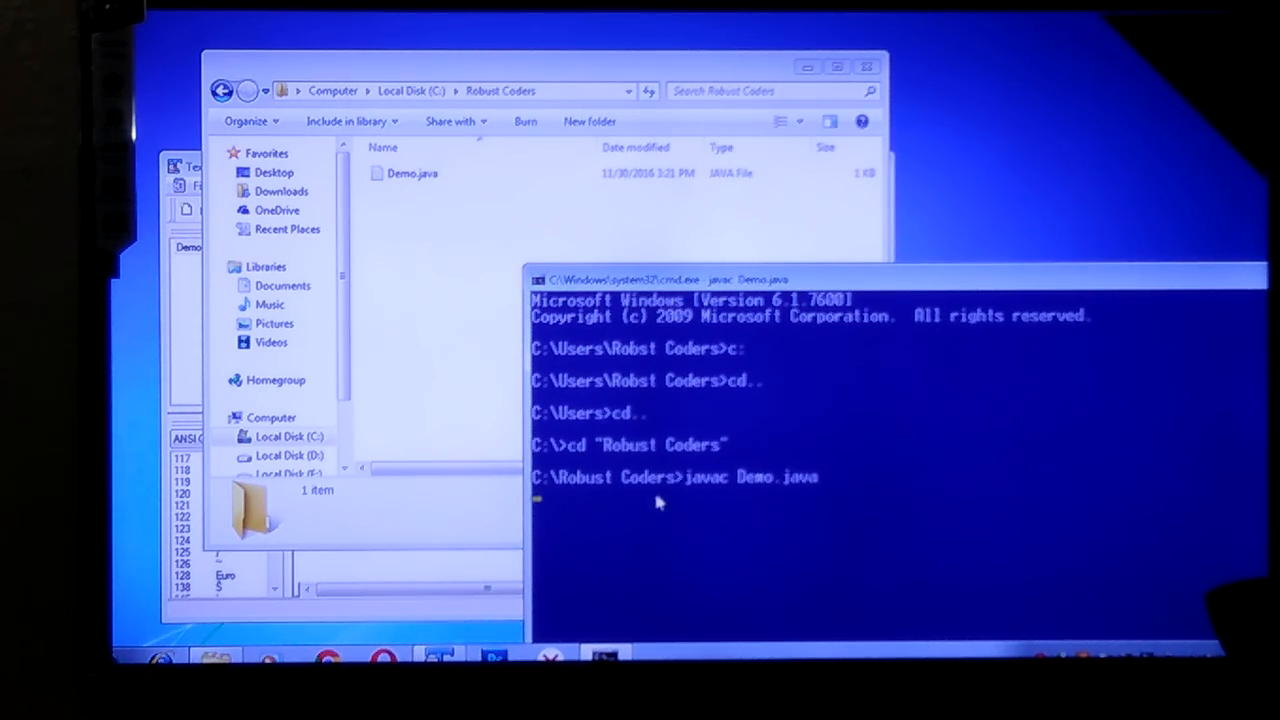 Computer Local Disk (C:) Robust Coders Search Robust Coders
Organize Include in library Share with Burn New folder
Name Date modified Type Size
Demo.java 11/30/2016 3:21 PM JAVA File 1 KB
Favorites
Desktop
Downloads
OneDrive
Recent Places
Libraries
Documents
Music
Pictures
Videos
Homegroup
Computer
Local Disk (C:)
Local Disk (D:)
1 item
Demo
117
118
119
120
121
122
123
124
125
126 ~
128 Euro
138 Š
C:\Windows\system32\cmd.exe - javac Demo.java
Microsoft Windows [Version 6.1.7600]
Copyright (c) 2009 Microsoft Corporation. All rights reserved.
C:\Users\Robst Coders>c:
C:\Users\Robst Coders>cd..
C:\Users>cd..
C:\>cd "Robust Coders"
C:\Robust Coders>javac Demo.java